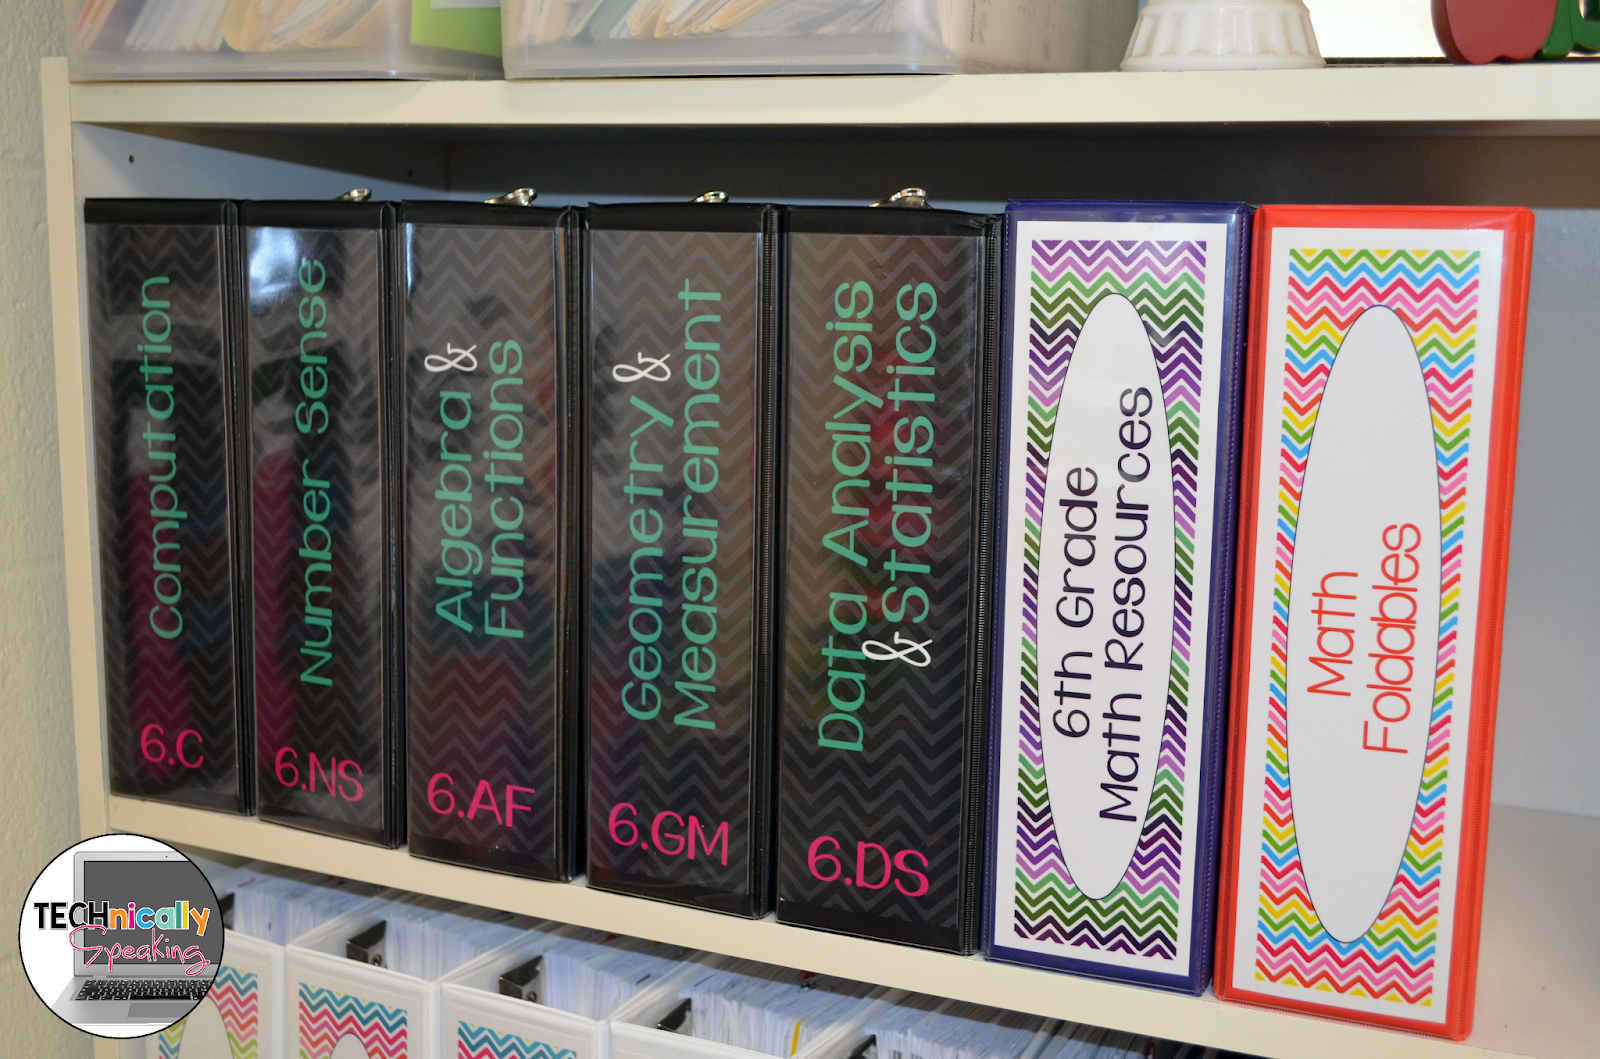 Computation
6.C
Number Sense
6.NS
Algebra &
Functions
6.AF
Geometry &
Measurement
6.GM
Data Analysis
& Statistics
6.DS
6th Grade
Math Resources
Math
Foldables
TECHnically
Speaking